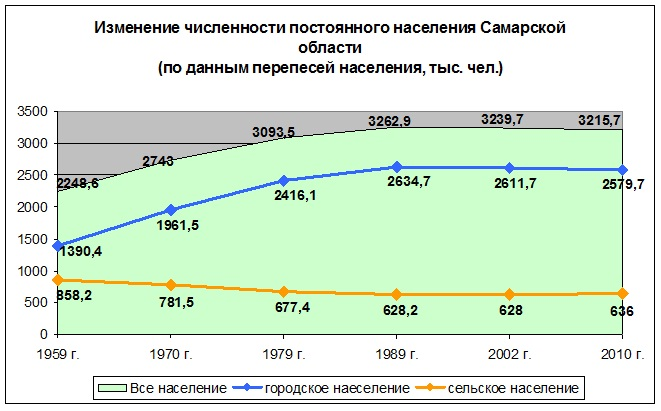 Изменение численности постоянного населения Самарской
области
(по данным перепесей населения, тыс. чел.)
3500
3000
2500
2000
1500
1000
500
0
2248,6
2743
3093,5
3262,9
3239,7
3215,7
1390,4
1961,5
2416,1
2634,7
2611,7
2579,7
858,2
781,5
677,4
628,2
628
636
1959 г.
1970 г.
1979 г.
1989 г.
2002 г.
2010 г.
Все население
городское наеселение
сельское население